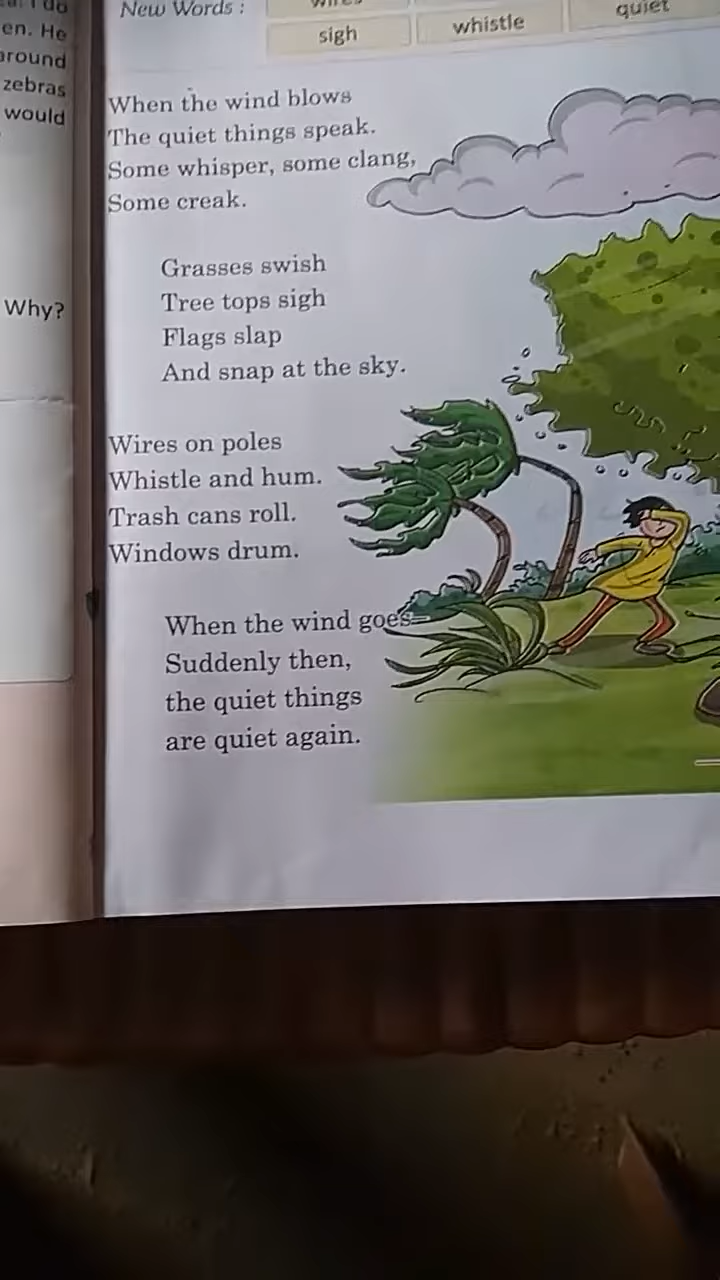 I do
en. He
around
zebras
would
Why?
New Words :
wires
quiet
sigh
whistle
When the wind blows
The quiet things speak.
Some whisper, some clang,
Some creak.
Grasses swish
Tree tops sigh
Flags slap
And snap at the sky.
Wires on poles
Whistle and hum.
Trash cans roll.
Windows drum.
When the wind goes—
Suddenly then,
the quiet things
are quiet again.